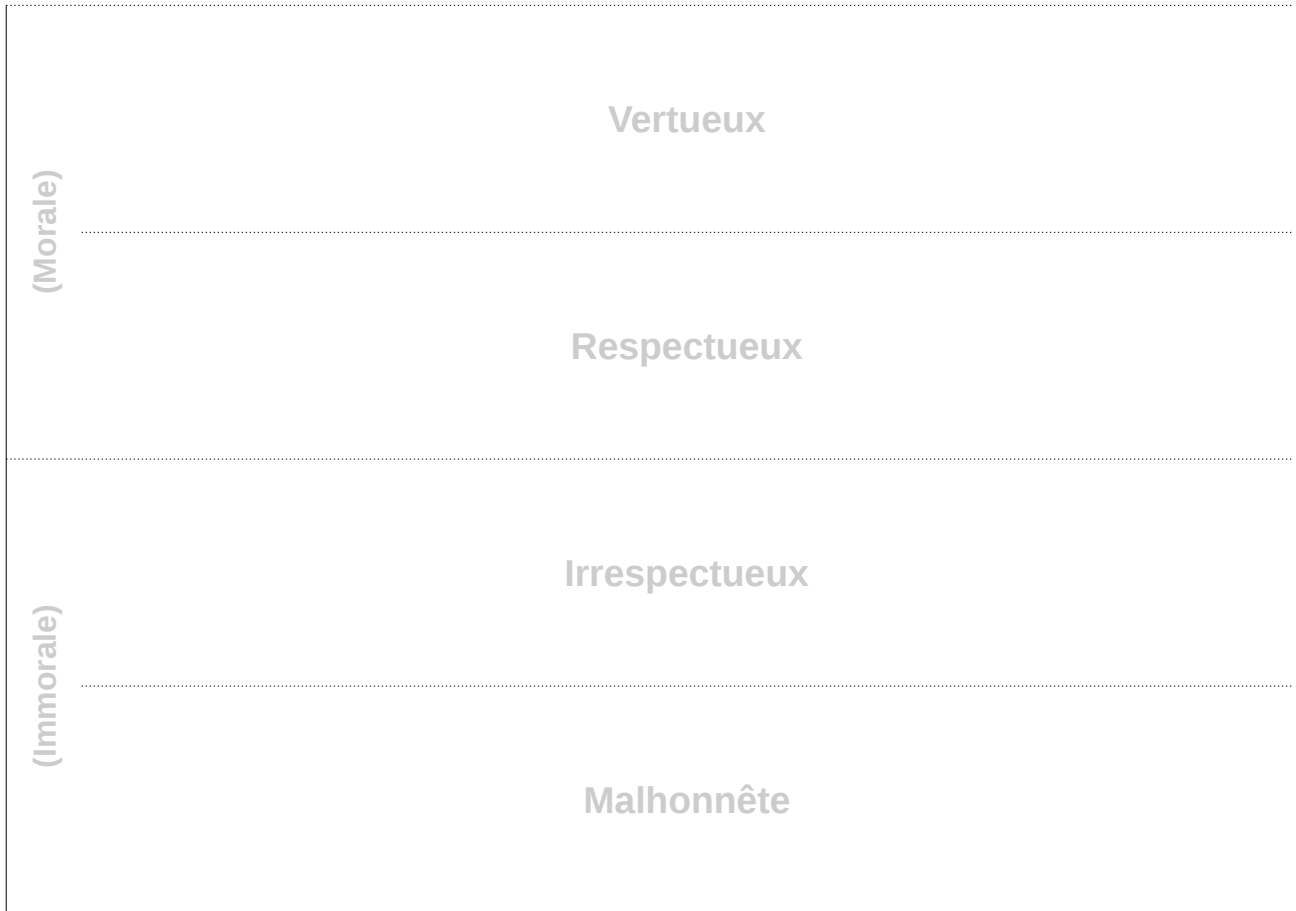 (Morale)
Vertueux
Respectueux
(Immorale)
Irrespectueux
Malhonnête